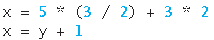 x = 5 * (3 / 2) + 3 * 2
x = y + 1